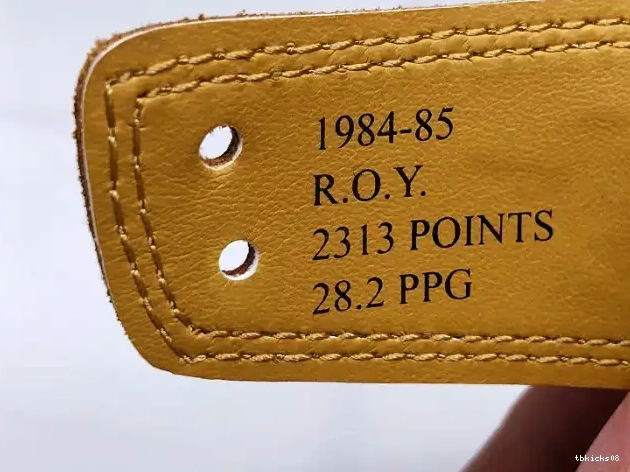 1984-85
R.O.Y.
2313 POINTS
28.2 PPG
tbkicks08